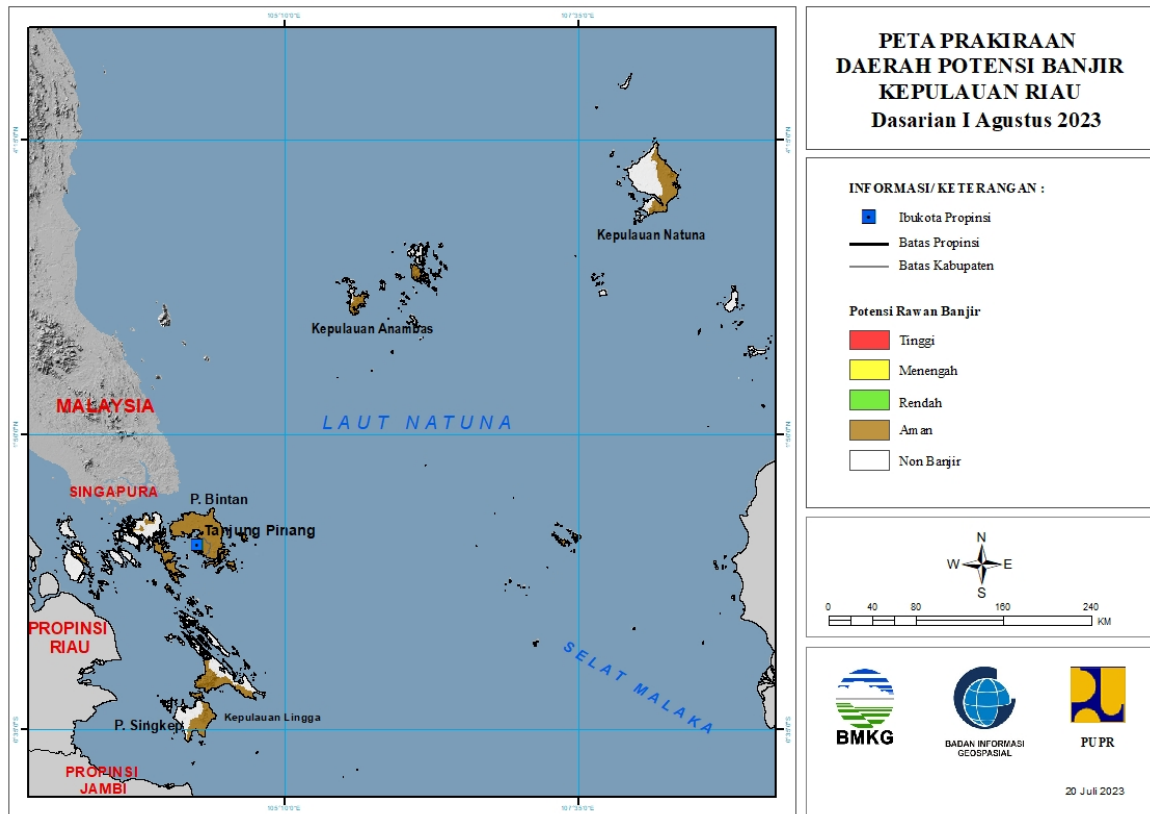 PETA PRAKIRAAN
DAERAH POTENSI BANJIR
KEPULAUAN RIAU
Dasarian I Agustus 2023
INFORMASI/ KETERANGAN :
Ibukota Propinsi
Batas Propinsi
Batas Kabupaten
Potensi Rawan Banjir
Tinggi
Menengah
Rendah
Aman
Non Banjir
N
W E
S
0 40 80 160 240
KM
BMKG
BADAN INFORMASI
GEOSPASIAL
PUPR
20 Juli 2023
Kepulauan Natuna
Kepulauan Anambas
MALAYSIA
LAUT NATUNA
SINGAPURA
P. Bintan
Tanjung Pinang
PROPINSI
RIAU
SELAT MALAKA
Kepulauan Lingga
P. Singkep
PROPINSI
JAMBI